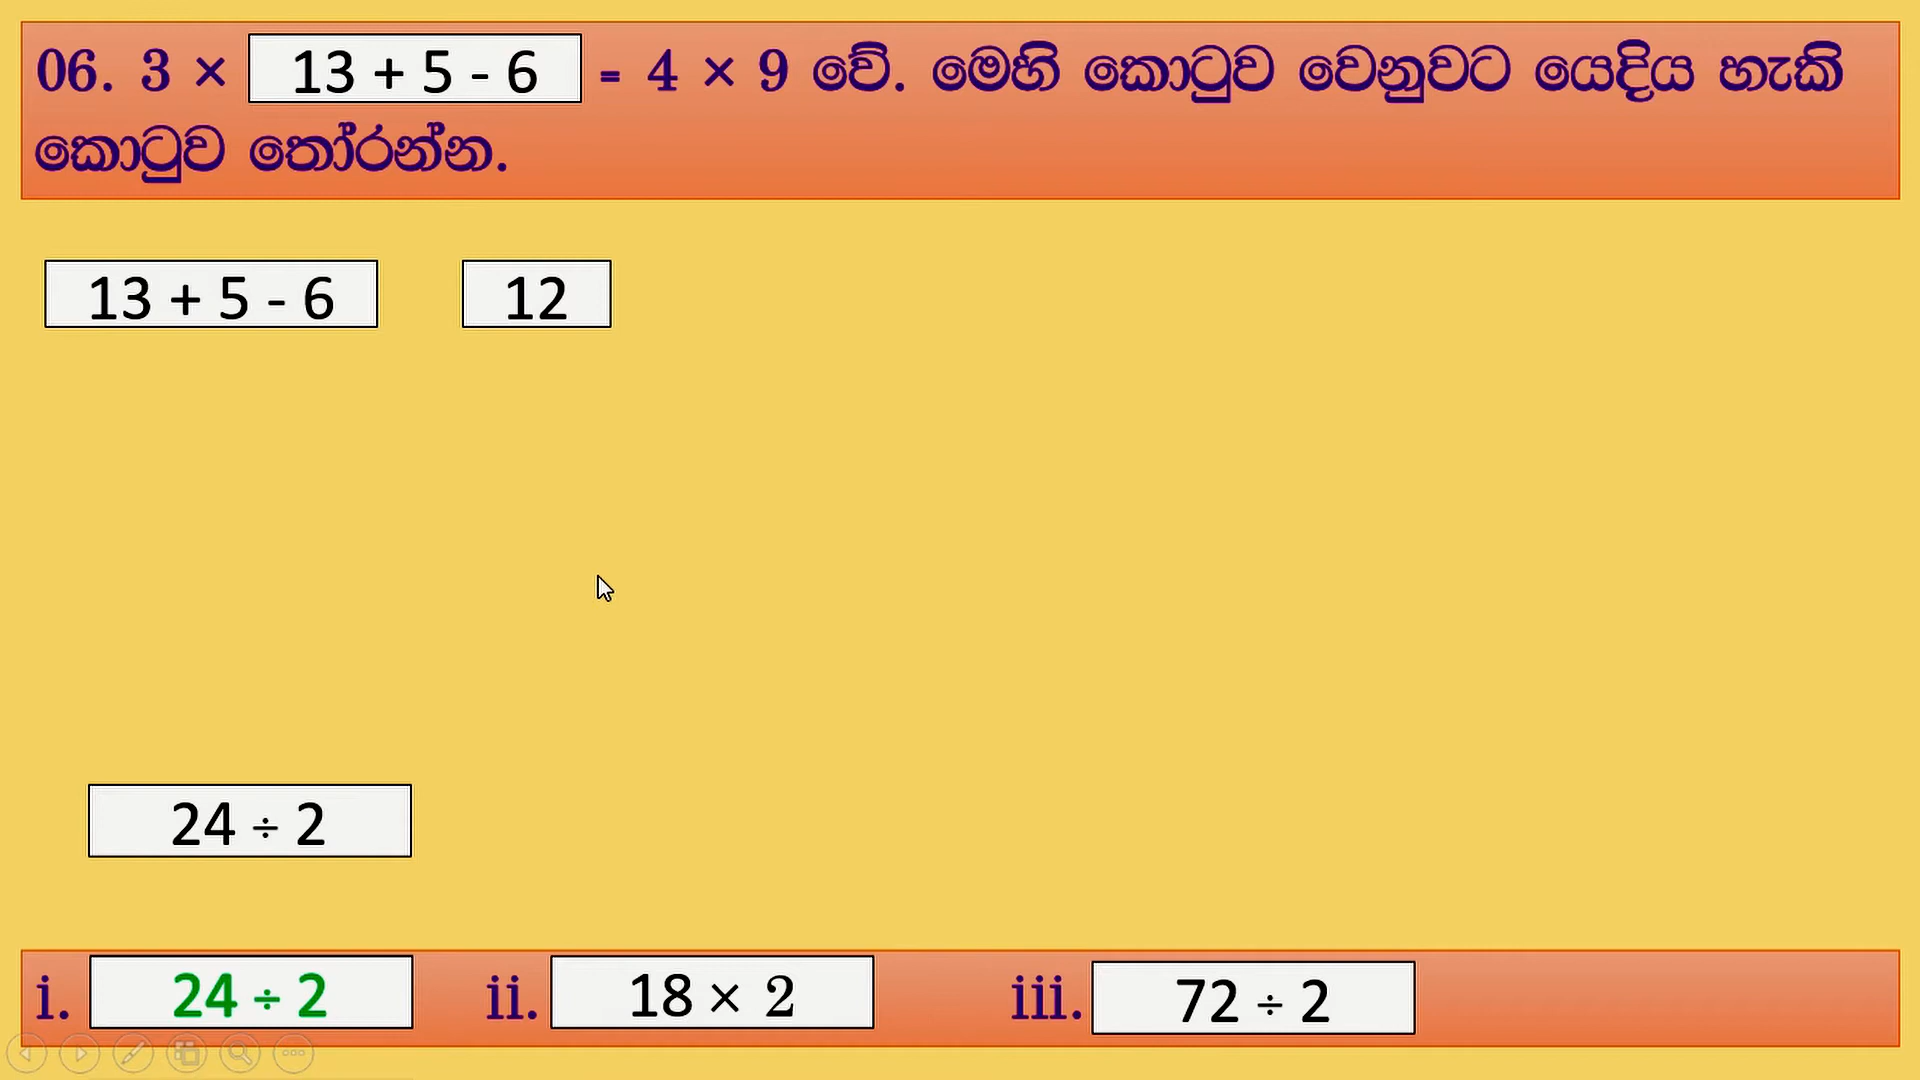 06. 3 × 13 + 5 - 6 = 4 × 9 වේ. මෙහි කොටුව වෙනුවට යෙදිය හැකි
කොටුව තෝරන්න.
13 + 5 - 6 12
24 ÷ 2
i. 24 ÷ 2 ii. 18 × 2 iii. 72 ÷ 2